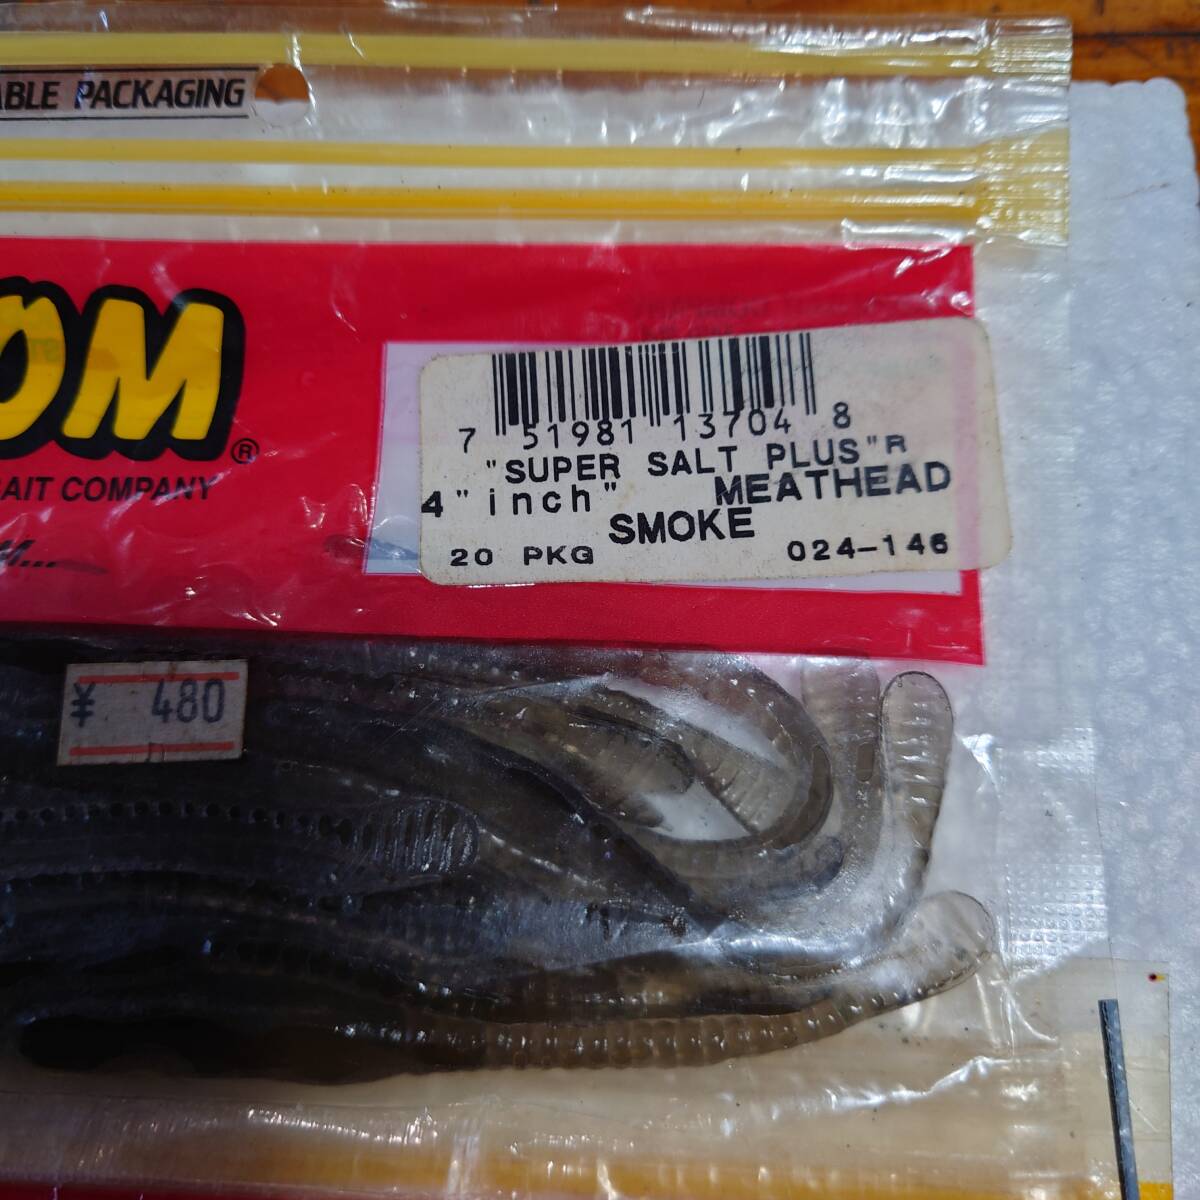 ABLE PACKAGING
OM®
BAIT COMPANY
M...
7 51981 13704 8
"SUPER SALT PLUS"R
4"inch" MEATHEAD
SMOKE
20 PKG 024-146
¥ 480